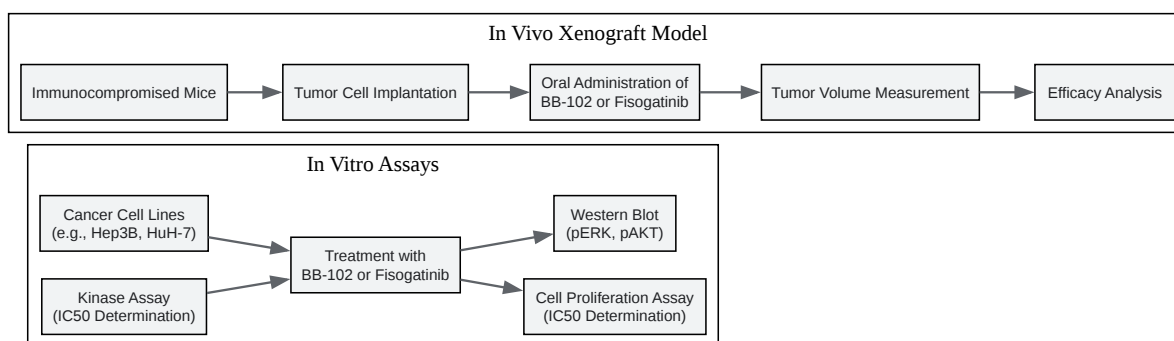 In Vivo Xenograft Model
Immunocompromised Mice
Tumor Cell Implantation
Oral Administration of
BB-102 or Fisogatinib
Tumor Volume Measurement
Efficacy Analysis
In Vitro Assays
Cancer Cell Lines
(e.g., Hep3B, HuH-7)
Kinase Assay
(IC50 Determination)
Treatment with
BB-102 or Fisogatinib
Western Blot
(pERK, pAKT)
Cell Proliferation Assay
(IC50 Determination)